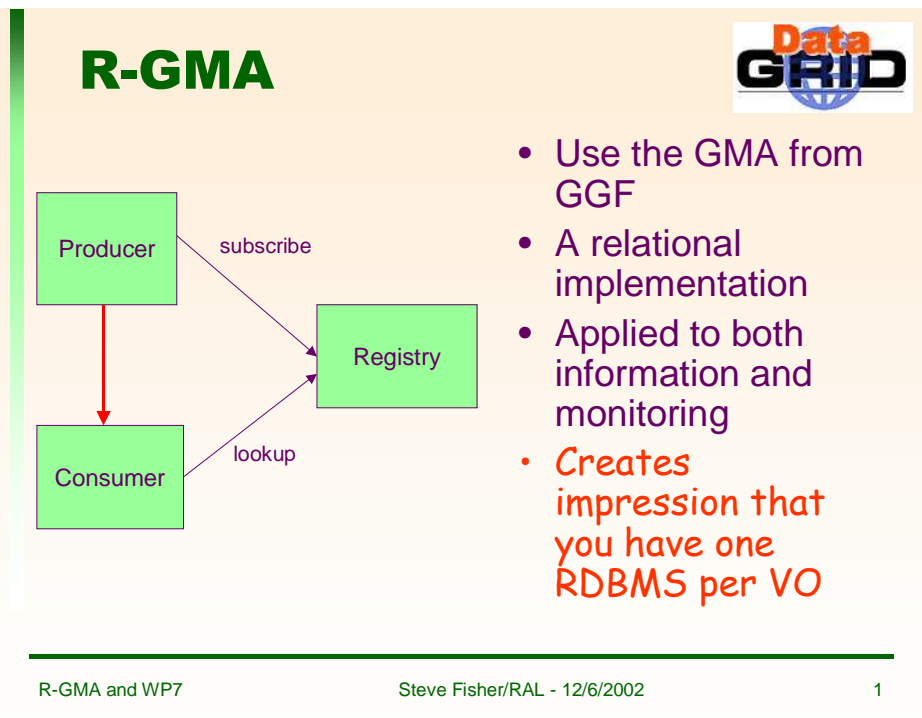 R-GMA
Data
GRID
• Use the GMA from
GGF
• A relational
implementation
• Applied to both
information and
monitoring
• Creates
impression that
you have one
RDBMS per VO
Producer
subscribe
Registry
lookup
Consumer
R-GMA and WP7
Steve Fisher/RAL - 12/6/2002
1